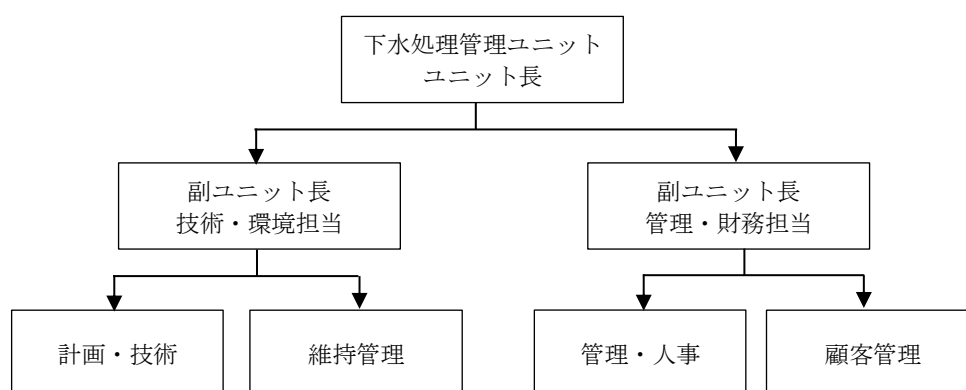 下水処理管理ユニット
ユニット長
副ユニット長
技術・環境担当
副ユニット長
管理・財務担当
計画・技術
維持管理
管理・人事
顧客管理